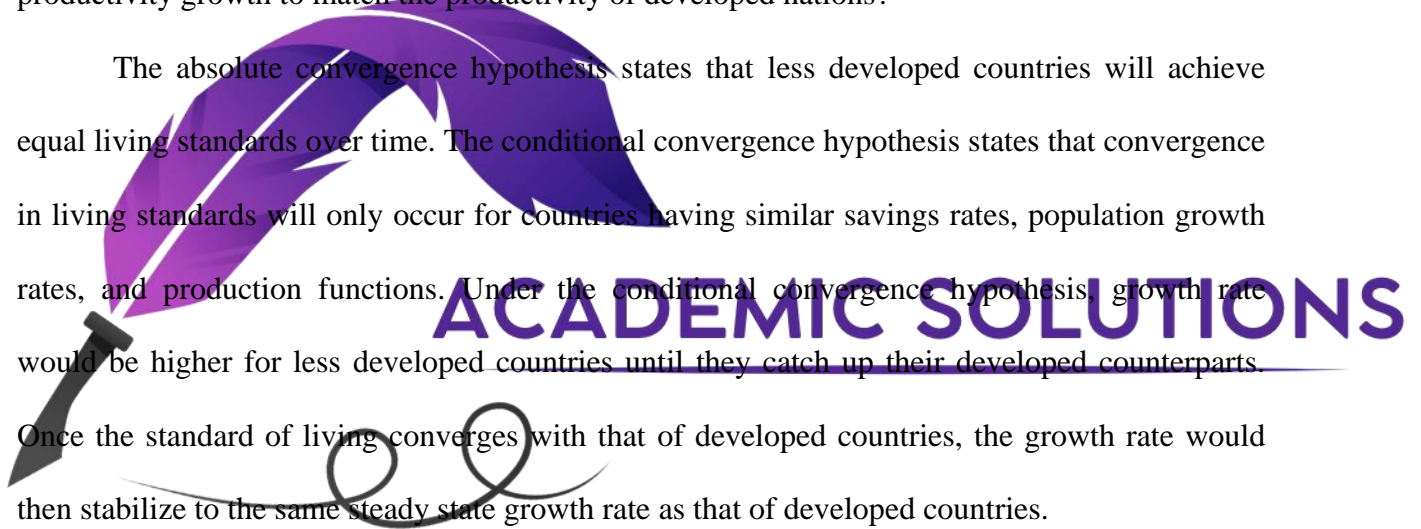 productivity growth to match the productivity of developed nations?
The absolute convergence hypothesis states that less developed countries will achieve
equal living standards over time. The conditional convergence hypothesis states that convergence
in living standards will only occur for countries having similar savings rates, population growth
rates, and production functions. Under the conditional convergence hypothesis, growth rate
ACADEMIC SOLUTIONS
would be higher for less developed countries until they catch up their developed counterparts.
Once the standard of living converges with that of developed countries, the growth rate would
then stabilize to the same steady state growth rate as that of developed countries.